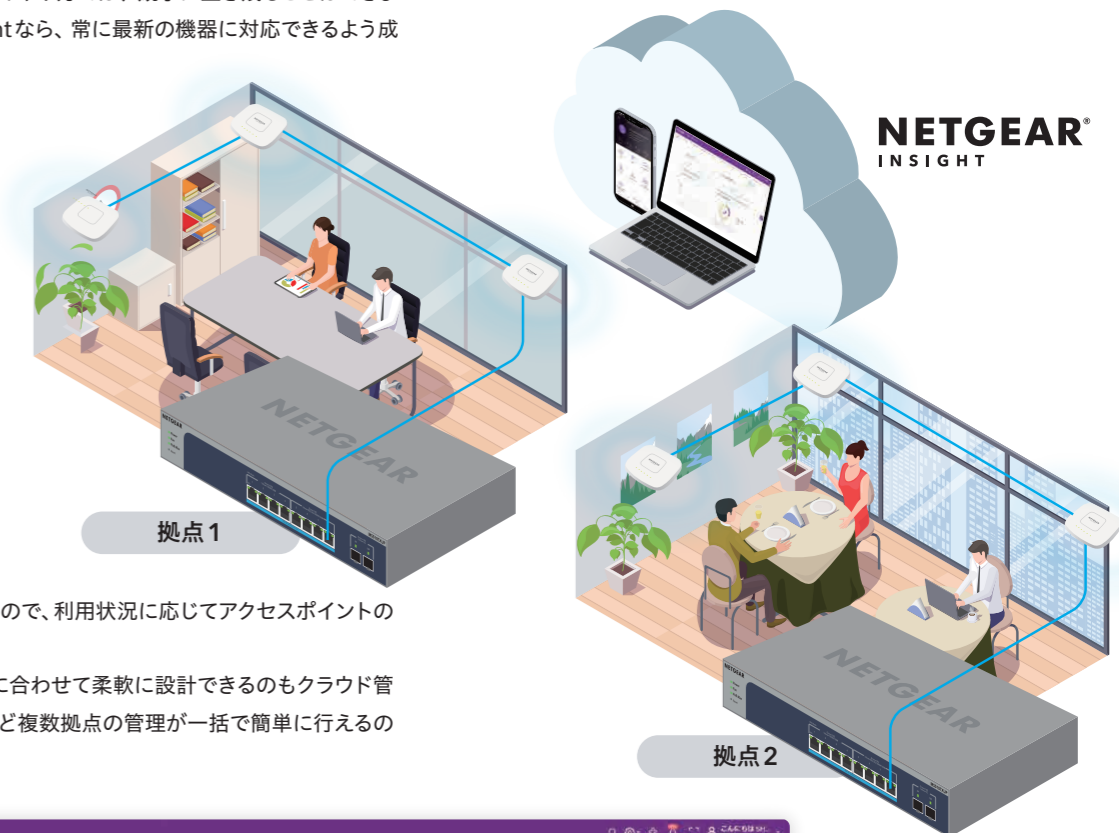 ntなら、常に最新の機器に対応できるよう成
NETGEAR®
INSIGHT
NETGEAR
NETGEAR
拠点1
ので、利用状況に応じてアクセスポイントの
に合わせて柔軟に設計できるのもクラウド管
ど複数拠点の管理が一括で簡単に行えるの
NETGEAR
NETGEAR
拠点2